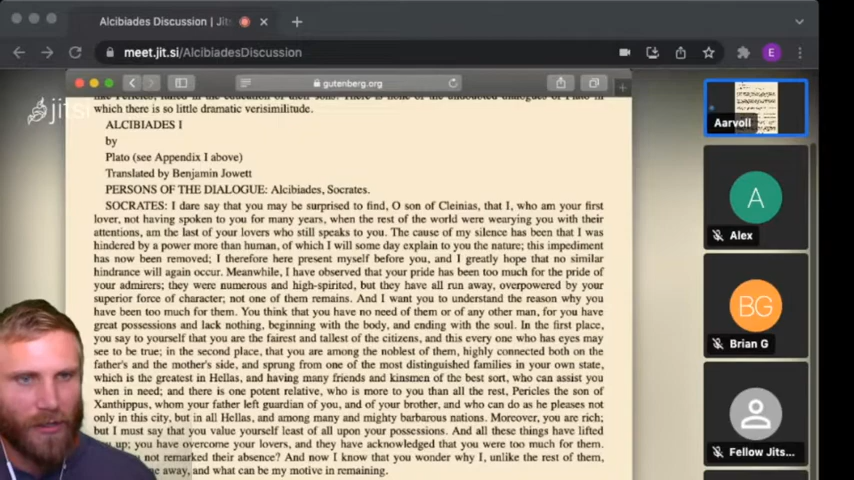 Alcibiades Discussion | Jit
meet.jit.si/AlcibiadesDiscussion
E
gutenberg.org
which there is so little dramatic verisimilitude.
jitsi
ALCIBIADES I
by
Plato (see Appendix I above)
Translated by Benjamin Jowett
PERSONS OF THE DIALOGUE: Alcibiades, Socrates.
SOCRATES: I dare say that you may be surprised to find, O son of Cleinias, that I, who am your first
lover, not having spoken to you for many years, when the rest of the world were wearying you with their
attentions, am the last of your lovers who still speaks to you. The cause of my silence has been that I was
hindered by a power more than human, of which I will some day explain to you the nature; this impediment
has now been removed; I therefore here present myself before you, and I greatly hope that no similar
hindrance will again occur. Meanwhile, I have observed that your pride has been too much for the pride of
your admirers; they were numerous and high-spirited, but they have all run away, overpowered by your
superior force of character; not one of them remains. And I want you to understand the reason why you
have been too much for them. You think that you have no need of them or of any other man, for you have
great possessions and lack nothing, beginning with the body, and ending with the soul. In the first place,
you say to yourself that you are the fairest and tallest of the citizens, and this every one who has eyes may
see to be true; in the second place, that you are among the noblest of them, highly connected both on the
father's and the mother's side, and sprung from one of the most distinguished families in your own state,
which is the greatest in Hellas, and having many friends and kinsmen of the best sort, who can assist you
when in need; and there is one potent relative, who is more to you than all the rest, Pericles the son of
Xanthippus, whom your father left guardian of you, and of your brother, and who can do as he pleases not
only in this city, but in all Hellas, and among many and mighty barbarous nations. Moreover, you are rich;
but I must say that you value yourself least of all upon your possessions. And all these things have lifted
up; you have overcome your lovers, and they have acknowledged that you were too much for them.
not remarked their absence? And now I know that you wonder why I, unlike the rest of them,
away, and what can be my motive in remaining.
Aarvoll
A
Alex
BG
Brian G
Fellow Jits...